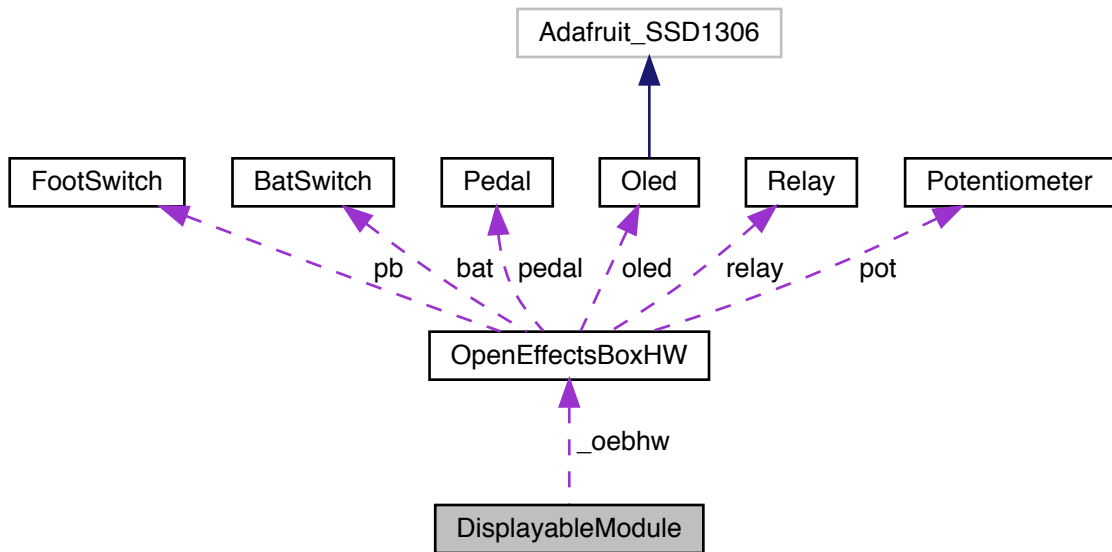 Adafruit_SSD1306
FootSwitch BatSwitch Pedal Oled Relay Potentiometer
pb bat pedal oled relay pot
OpenEffectsBoxHW
_oebhw
DisplayableModule